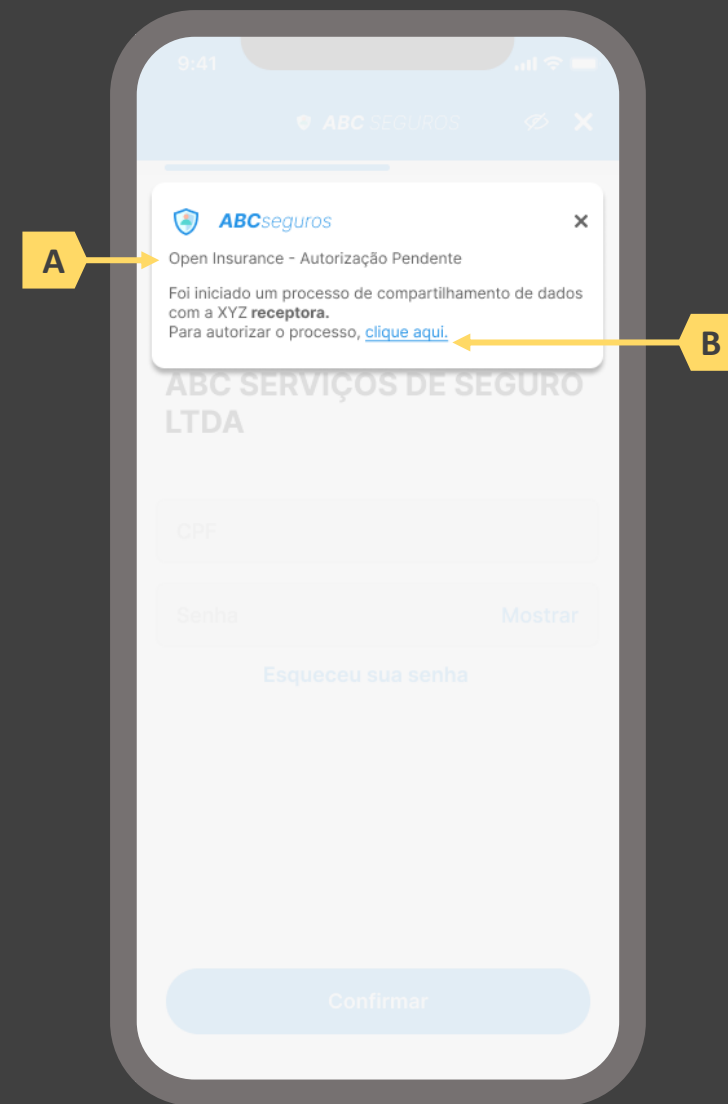 9:41
ABC SEGUROS
ABCseguros
Open Insurance - Autorização Pendente
Foi iniciado um processo de compartilhamento de dados
com a XYZ receptora.
Para autorizar o processo, clique aqui.
A
B
ABC SERVIÇOS DE SEGURO
LTDA
CPF
Senha
Mostrar
Esqueceu sua senha
Confirmar